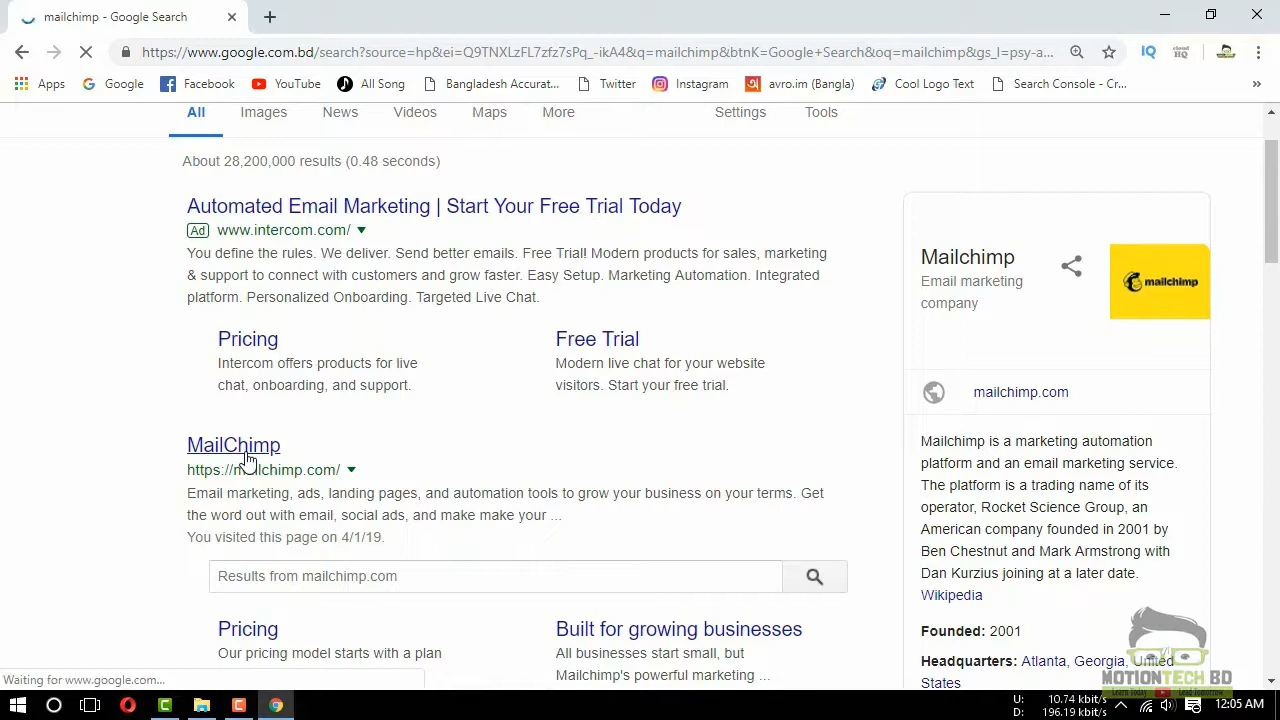 mailchimp - Google Search
https://www.google.com.bd/search?source=hp&ei=Q9TNXLzFL7zfz7sPq_-ikA4&q=mailchimp&btnK=Google+Search&oq=mailchimp&gs_l=psy-a...
IQ
cloud HQ
Apps Google Facebook YouTube All Song Bangladesh Accurat... Twitter Instagram avro.im (Bangla) Cool Logo Text Search Console - Cr... »
All Images News Videos Maps More Settings Tools
About 28,200,000 results (0.48 seconds)
Automated Email Marketing | Start Your Free Trial Today
Ad www.intercom.com/
You define the rules. We deliver. Send better emails. Free Trial! Modern products for sales, marketing
& support to connect with customers and grow faster. Easy Setup. Marketing Automation. Integrated
platform. Personalized Onboarding. Targeted Live Chat.
Pricing
Intercom offers products for live
chat, onboarding, and support.
Free Trial
Modern live chat for your website
visitors. Start your free trial.
MailChimp
https://mailchimp.com/
Email marketing, ads, landing pages, and automation tools to grow your business on your terms. Get
the word out with email, social ads, and make make your ...
You visited this page on 4/1/19.
Results from mailchimp.com
Pricing
Our pricing model starts with a plan
Built for growing businesses
All businesses start small, but
Mailchimp's powerful marketing ...
Mailchimp
Email marketing
company
mailchimp
mailchimp.com
Mailchimp is a marketing automation
platform and an email marketing service.
The platform is a trading name of its
operator, Rocket Science Group, an
American company founded in 2001 by
Ben Chestnut and Mark Armstrong with
Dan Kurzius joining at a later date.
Wikipedia
Founded: 2001
Headquarters: Atlanta, Georgia, United
States
MOTIONTECH BD
Learn Today Lead Tomorrow
Waiting for www.google.com...
U: 10.74 kbit/s
D: 196.19 kbit/s
12:05 AM